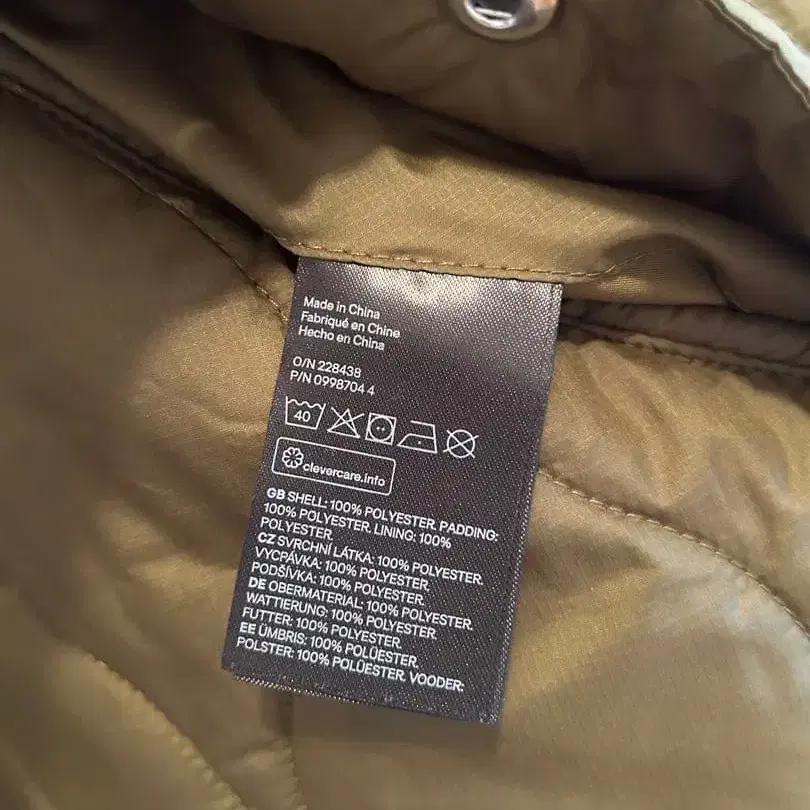 Made in China
Fabriqué en Chine
Hecho en China
O/N 228438
P/N 0998704 4
40
clevercare.info
GB SHELL: 100% POLYESTER. PADDING:
100% POLYESTER. LINING: 100%
POLYESTER.
CZ SVRCHNÍ LÁTKA: 100% POLYESTER.
VYCPÁVKA: 100% POLYESTER.
PODŠÍVKA: 100% POLYESTER.
DE OBERMATERIAL: 100% POLYESTER.
WATTIERUNG: 100% POLYESTER.
FUTTER: 100% POLYESTER.
EE ÜMBRIS: 100% POLÜESTER.
POLSTER: 100% POLÜESTER. VOODER: